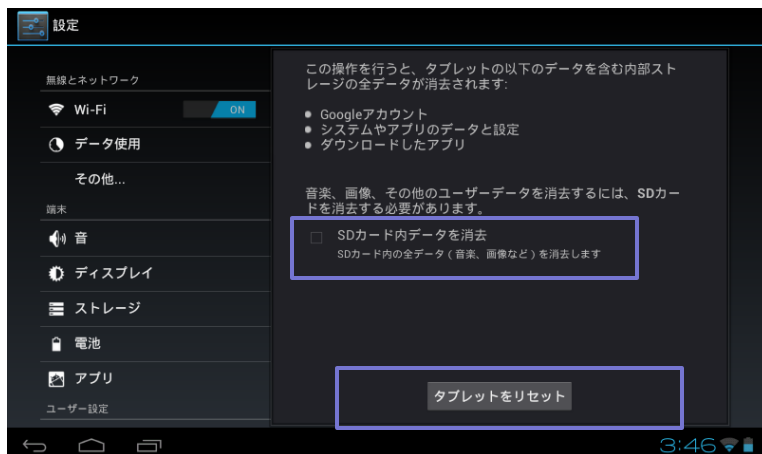 設定
無線とネットワーク
Wi-Fi
ON
データ使用
その他...
端末
音
ディスプレイ
ストレージ
電池
アプリ
ユーザー設定
この操作を行うと、タブレットの以下のデータを含む内部スト
レージの全データが消去されます:
● Googleアカウント
● システムやアプリのデータと設定
● ダウンロードしたアプリ
音楽、画像、その他のユーザーデータを消去するには、SDカー
ドを消去する必要があります。
SDカード内データを消去
SDカード内の全データ ( 音楽、画像など ) を消去します
タブレットをリセット
3:46